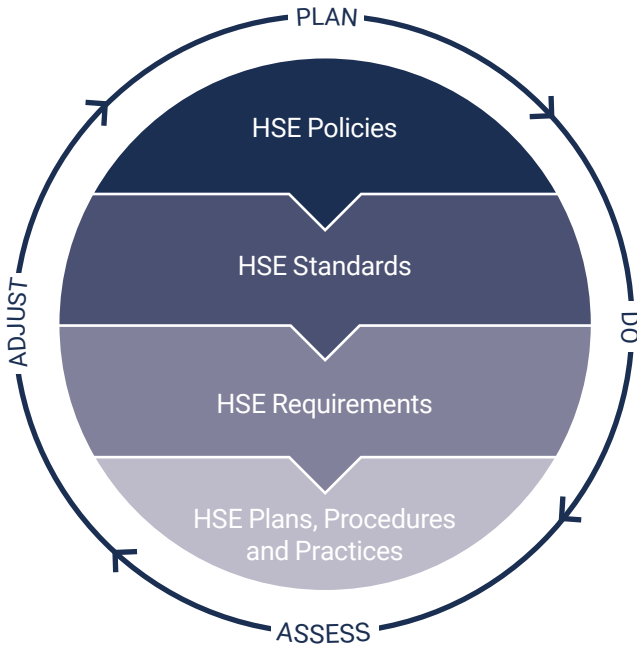 PLAN
HSE Policies
HSE Standards
ADJUST
DO
HSE Requirements
HSE Plans, Procedures
and Practices
ASSESS